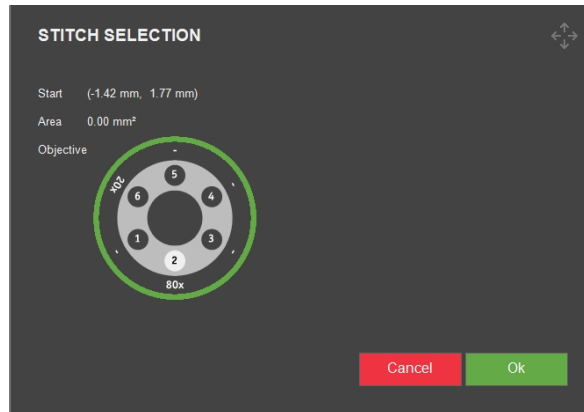 STITCH SELECTION
Start (-1.42 mm, 1.77 mm)
Area 0.00 mm²
Objective
-
20x
-
5
6
4
1
3
-
2
-
80x
Cancel
Ok